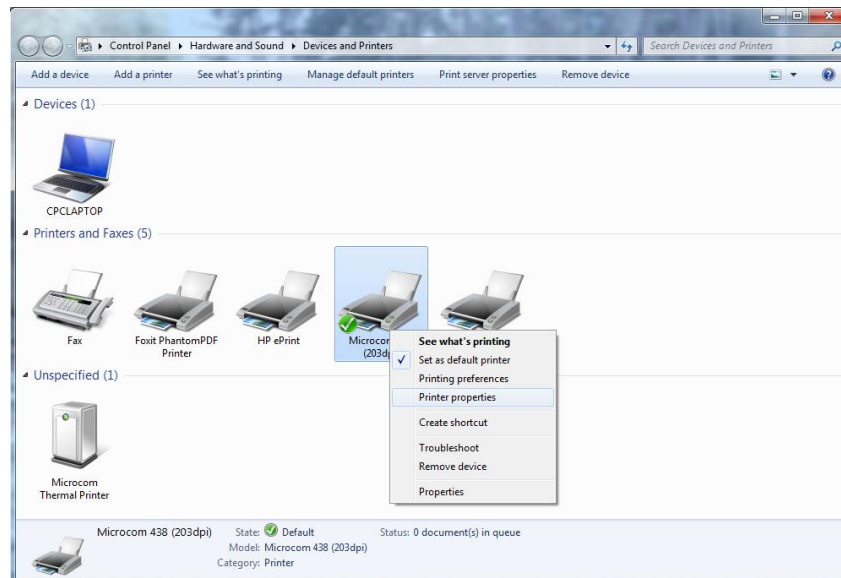 Control Panel ▸ Hardware and Sound ▸ Devices and Printers
Search Devices and Printers
Add a device Add a printer See what's printing Manage default printers Print server properties Remove device
Devices (1)
CPCLAPTOP
Printers and Faxes (5)
Fax
Foxit PhantomPDF
Printer
HP ePrint
Microcom
(203d
See what's printing
Set as default printer
Printing preferences
Printer properties
Create shortcut
Troubleshoot
Remove device
Properties
Unspecified (1)
Microcom
Thermal Printer
Microcom 438 (203dpi) State: Default Status: 0 document(s) in queue
Model: Microcom 438 (203dpi)
Category: Printer